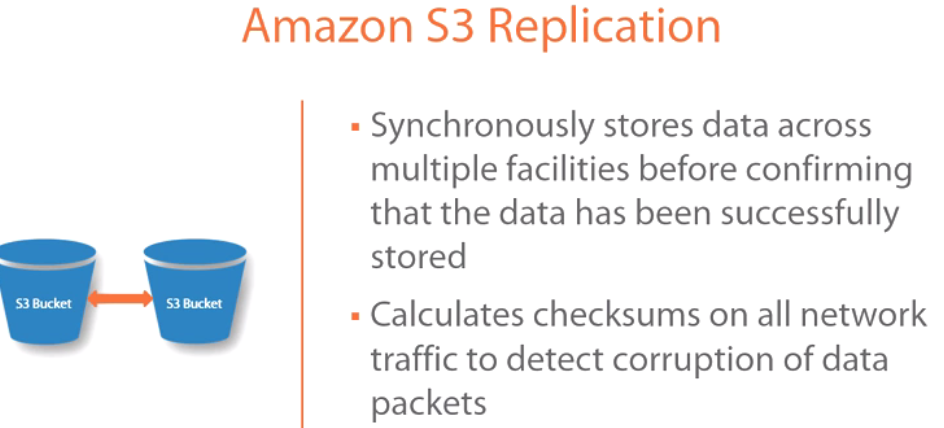 Amazon S3 Replication
▪ Synchronously stores data across
multiple facilities before confirming
that the data has been successfully
stored
S3 Bucket
S3 Bucket
▪ Calculates checksums on all network
traffic to detect corruption of data
packets